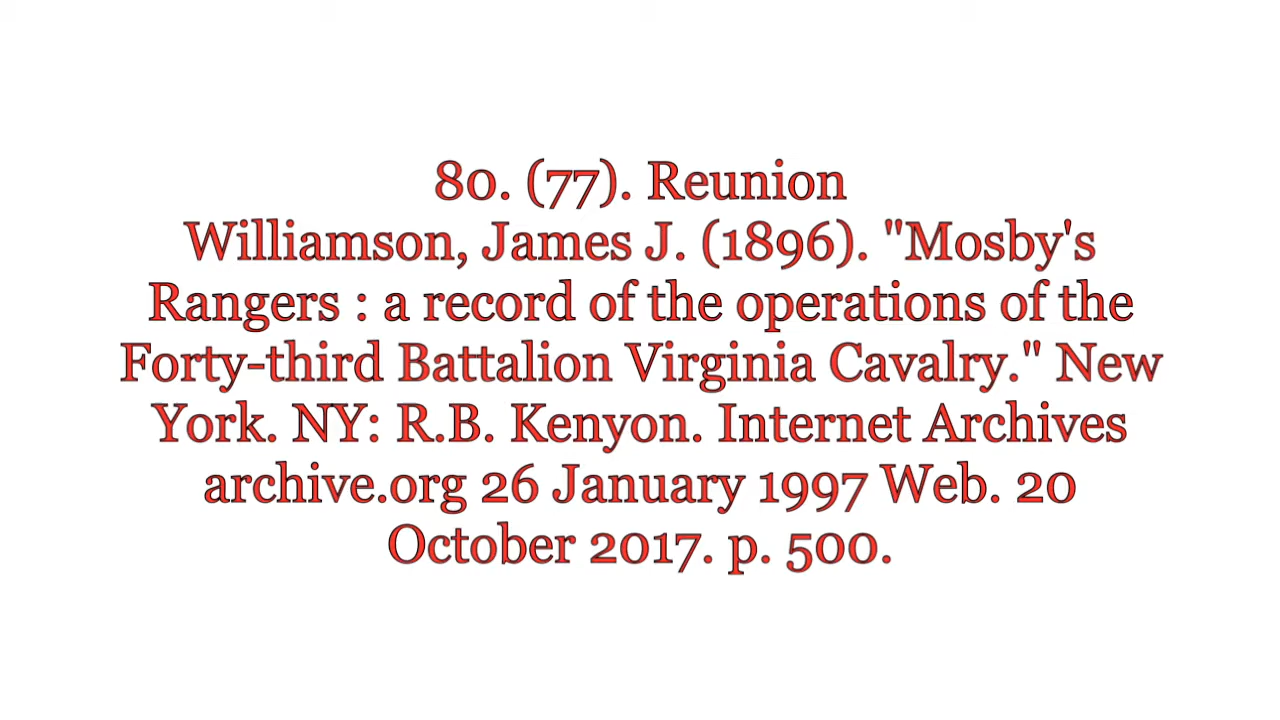 80. (77). Reunion
Williamson, James J. (1896). "Mosby's
Rangers : a record of the operations of the
Forty-third Battalion Virginia Cavalry." New
York. NY: R.B. Kenyon. Internet Archives
archive.org 26 January 1997 Web. 20
October 2017. p. 500.